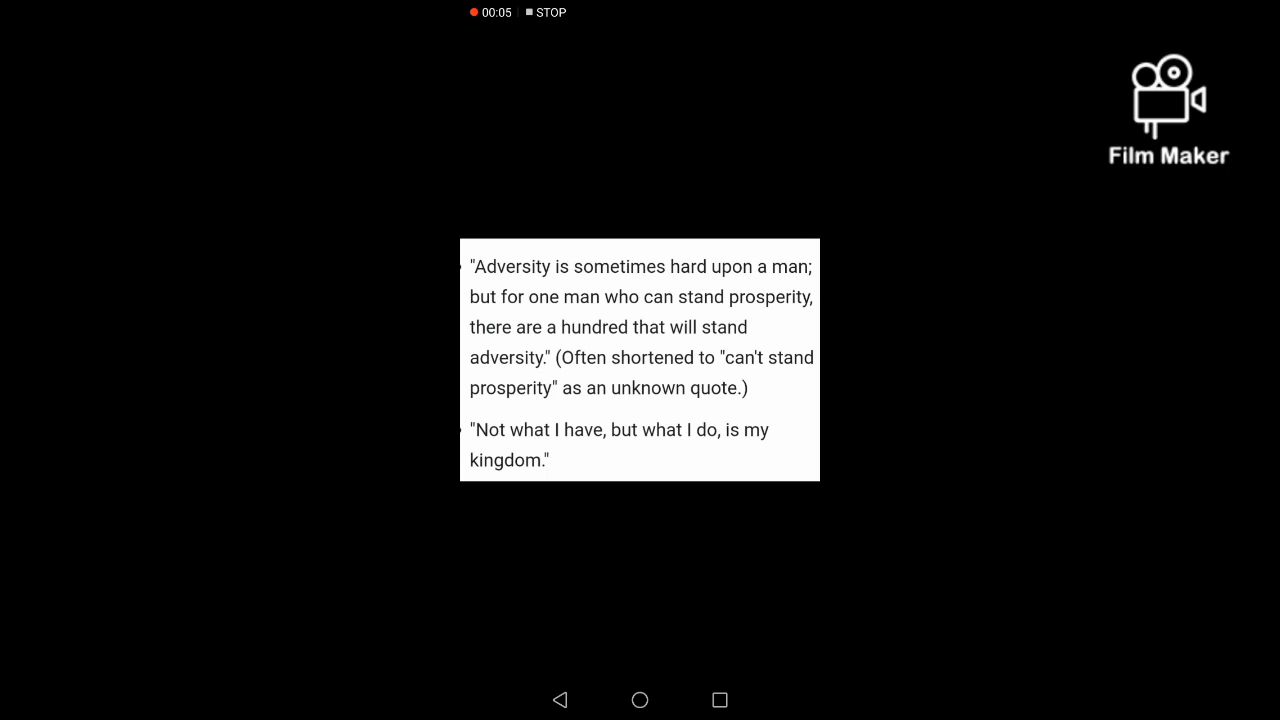 00:05 STOP
Film Maker
"Adversity is sometimes hard upon a man;
but for one man who can stand prosperity,
there are a hundred that will stand
adversity." (Often shortened to "can't stand
prosperity" as an unknown quote.)
"Not what I have, but what I do, is my
kingdom."